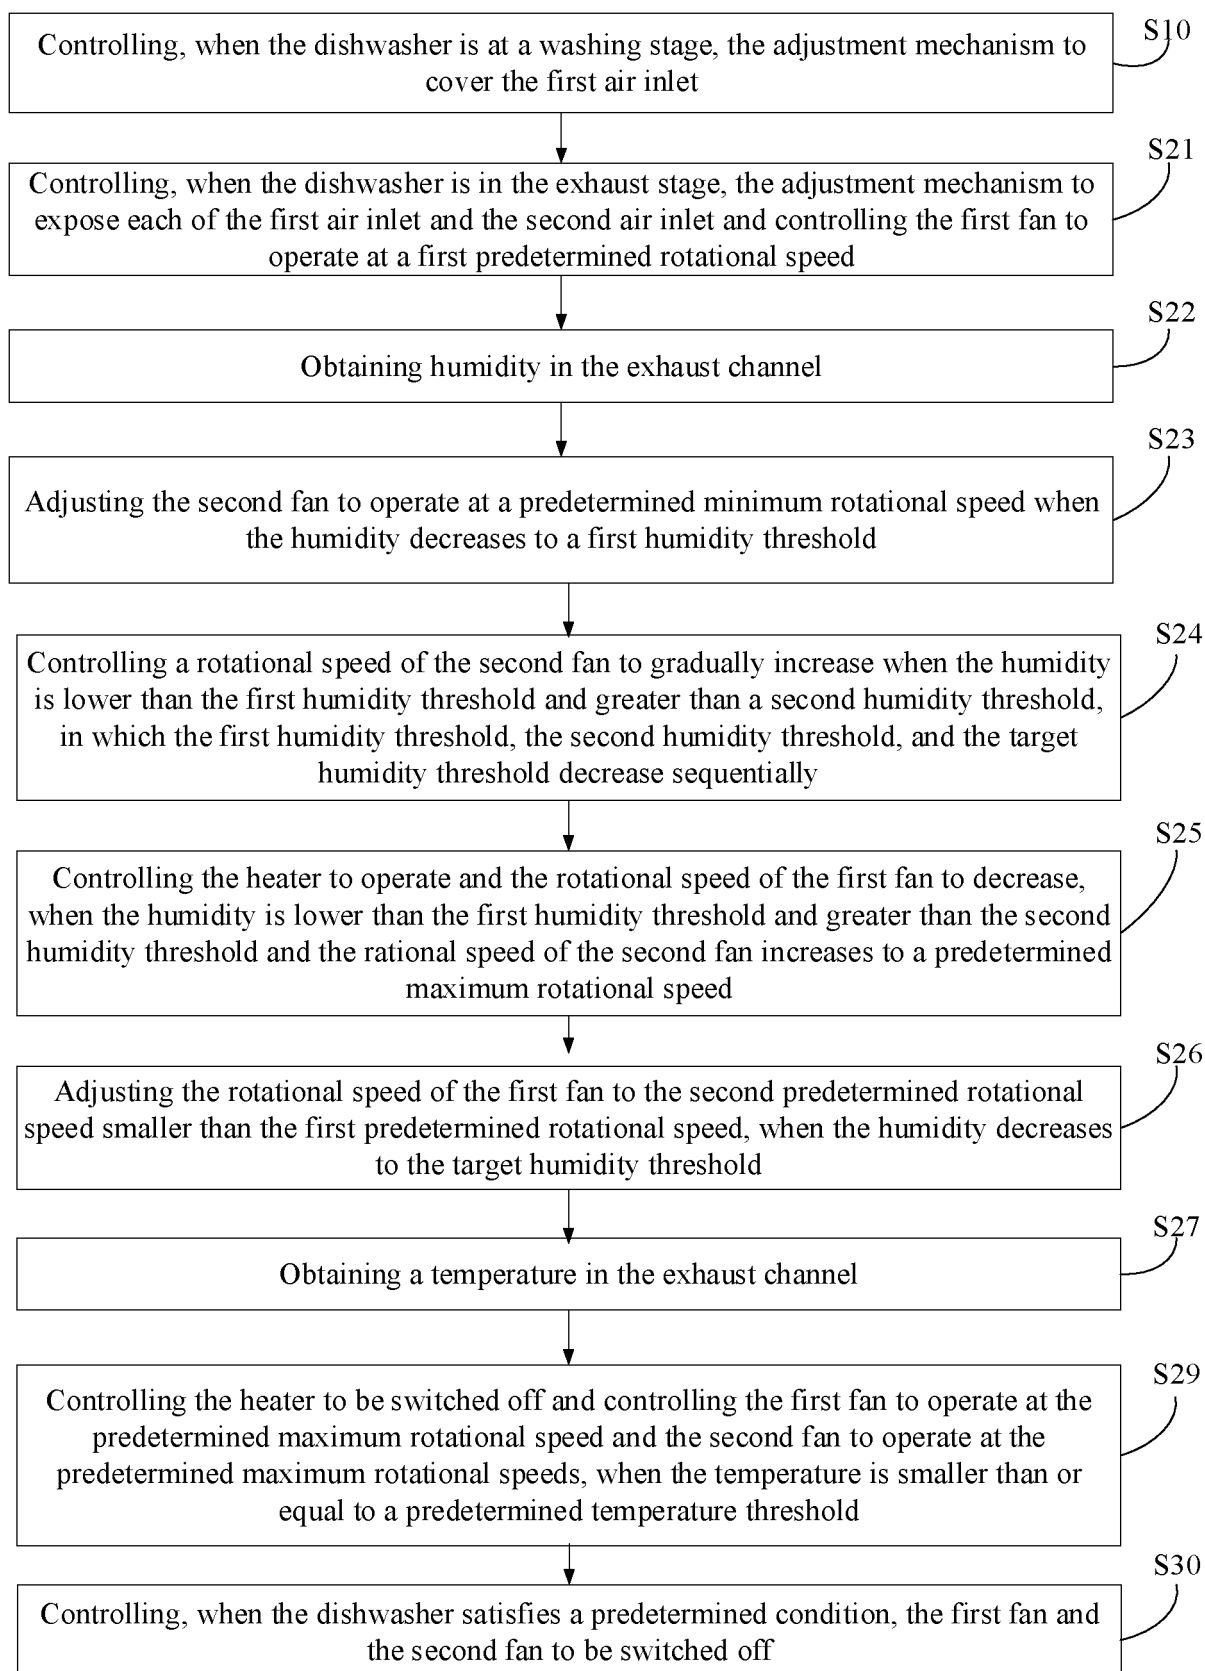 S10
Controlling, when the dishwasher is at a washing stage, the adjustment mechanism to
cover the first air inlet
S21
Controlling, when the dishwasher is in the exhaust stage, the adjustment mechanism to
expose each of the first air inlet and the second air inlet and controlling the first fan to
operate at a first predetermined rotational speed
S22
Obtaining humidity in the exhaust channel
S23
Adjusting the second fan to operate at a predetermined minimum rotational speed when
the humidity decreases to a first humidity threshold
S24
Controlling a rotational speed of the second fan to gradually increase when the humidity
is lower than the first humidity threshold and greater than a second humidity threshold,
in which the first humidity threshold, the second humidity threshold, and the target
humidity threshold decrease sequentially
S25
Controlling the heater to operate and the rotational speed of the first fan to decrease,
when the humidity is lower than the first humidity threshold and greater than the second
humidity threshold and the rational speed of the second fan increases to a predetermined
maximum rotational speed
S26
Adjusting the rotational speed of the first fan to the second predetermined rotational
speed smaller than the first predetermined rotational speed, when the humidity decreases
to the target humidity threshold
S27
Obtaining a temperature in the exhaust channel
S29
Controlling the heater to be switched off and controlling the first fan to operate at the
predetermined maximum rotational speed and the second fan to operate at the
predetermined maximum rotational speeds, when the temperature is smaller than or
equal to a predetermined temperature threshold
S30
Controlling, when the dishwasher satisfies a predetermined condition, the first fan and
the second fan to be switched off